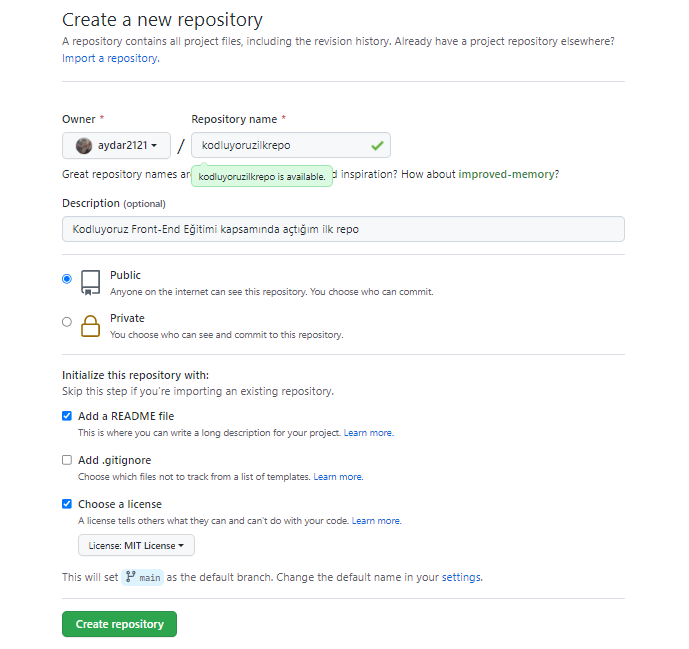 Create a new repository
A repository contains all project files, including the revision history. Already have a project repository elsewhere?
Import a repository.
Owner *
Repository name *
aydar2121
/
kodluyoruzilkrepo
Great repository names are
kodluyoruzilkrepo is available.
inspiration? How about improved-memory?
Description (optional)
Kodluyoruz Front-End Eğitimi kapsamında açtığım ilk repo
Public
Anyone on the internet can see this repository. You choose who can commit.
Private
You choose who can see and commit to this repository.
Initialize this repository with:
Skip this step if you're importing an existing repository.
Add a README file
This is where you can write a long description for your project. Learn more.
Add .gitignore
Choose which files not to track from a list of templates. Learn more.
Choose a license
A license tells others what they can and can't do with your code. Learn more.
License: MIT License
This will set main as the default branch. Change the default name in your settings.
Create repository